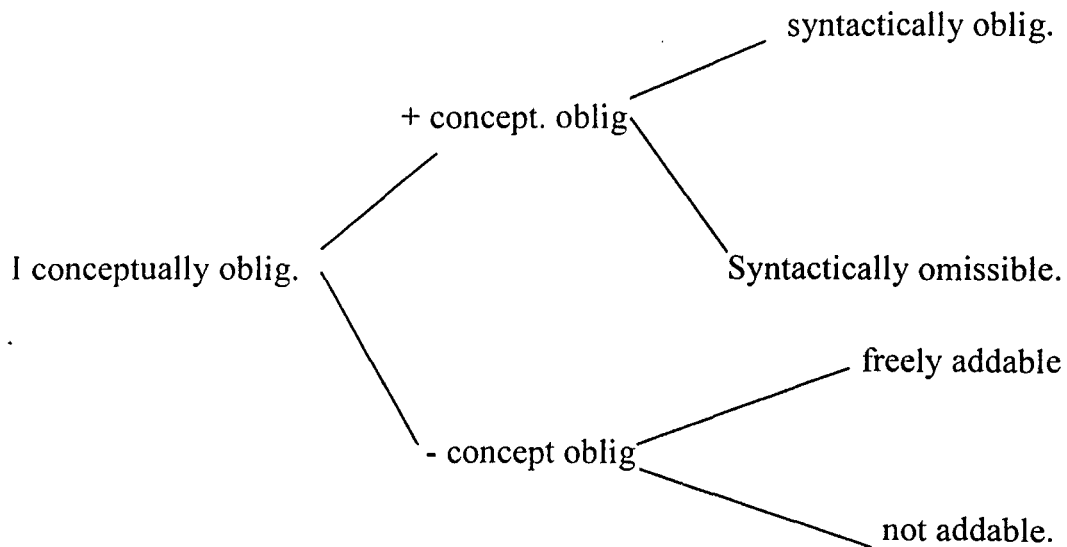 syntactically oblig.
+ concept. oblig
I conceptually oblig.
Syntactically omissible.
freely addable
- concept oblig
not addable.